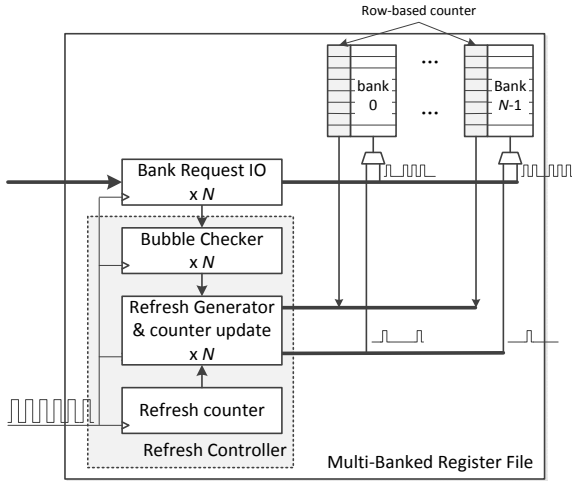 Row-based counter
...
bank
0
Bank
N-1
...
Bank Request IO
x N
Bubble Checker
x N
Refresh Generator
& counter update
x N
Refresh counter
Refresh Controller
Multi-Banked Register File